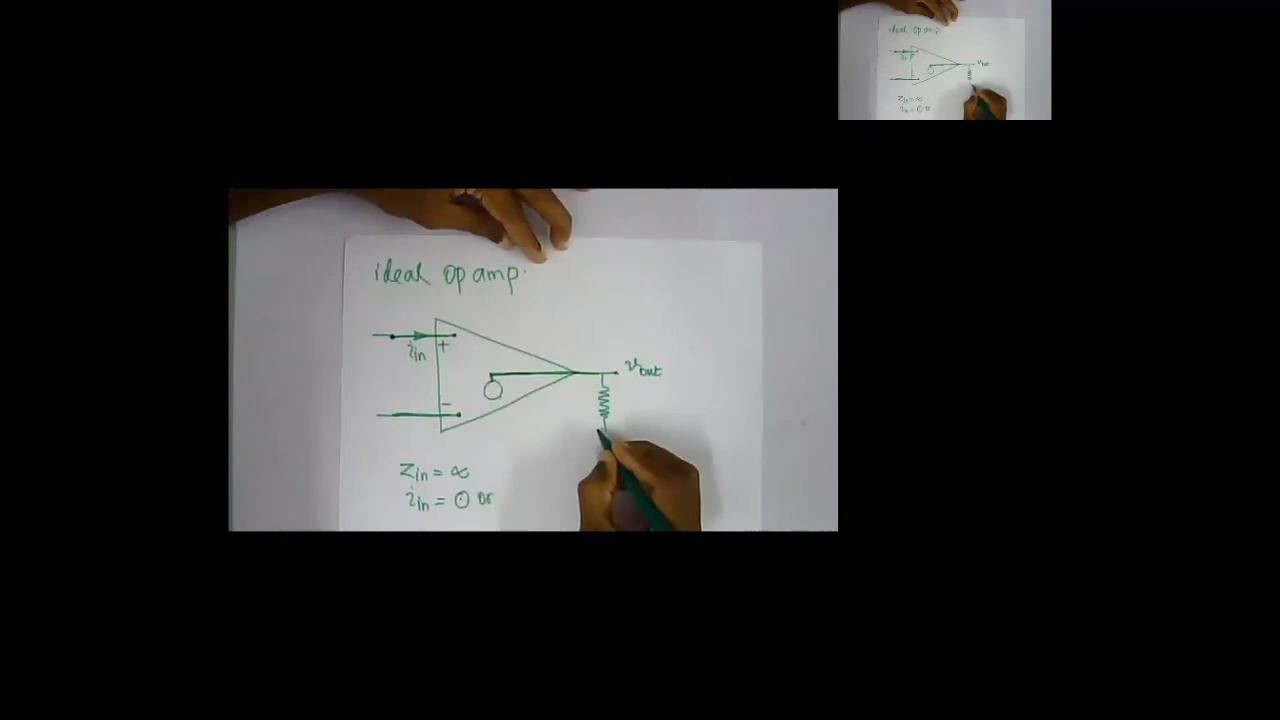 ideal op amp.
iin
+
-
vout
Zin = ∞
iin = 0 or